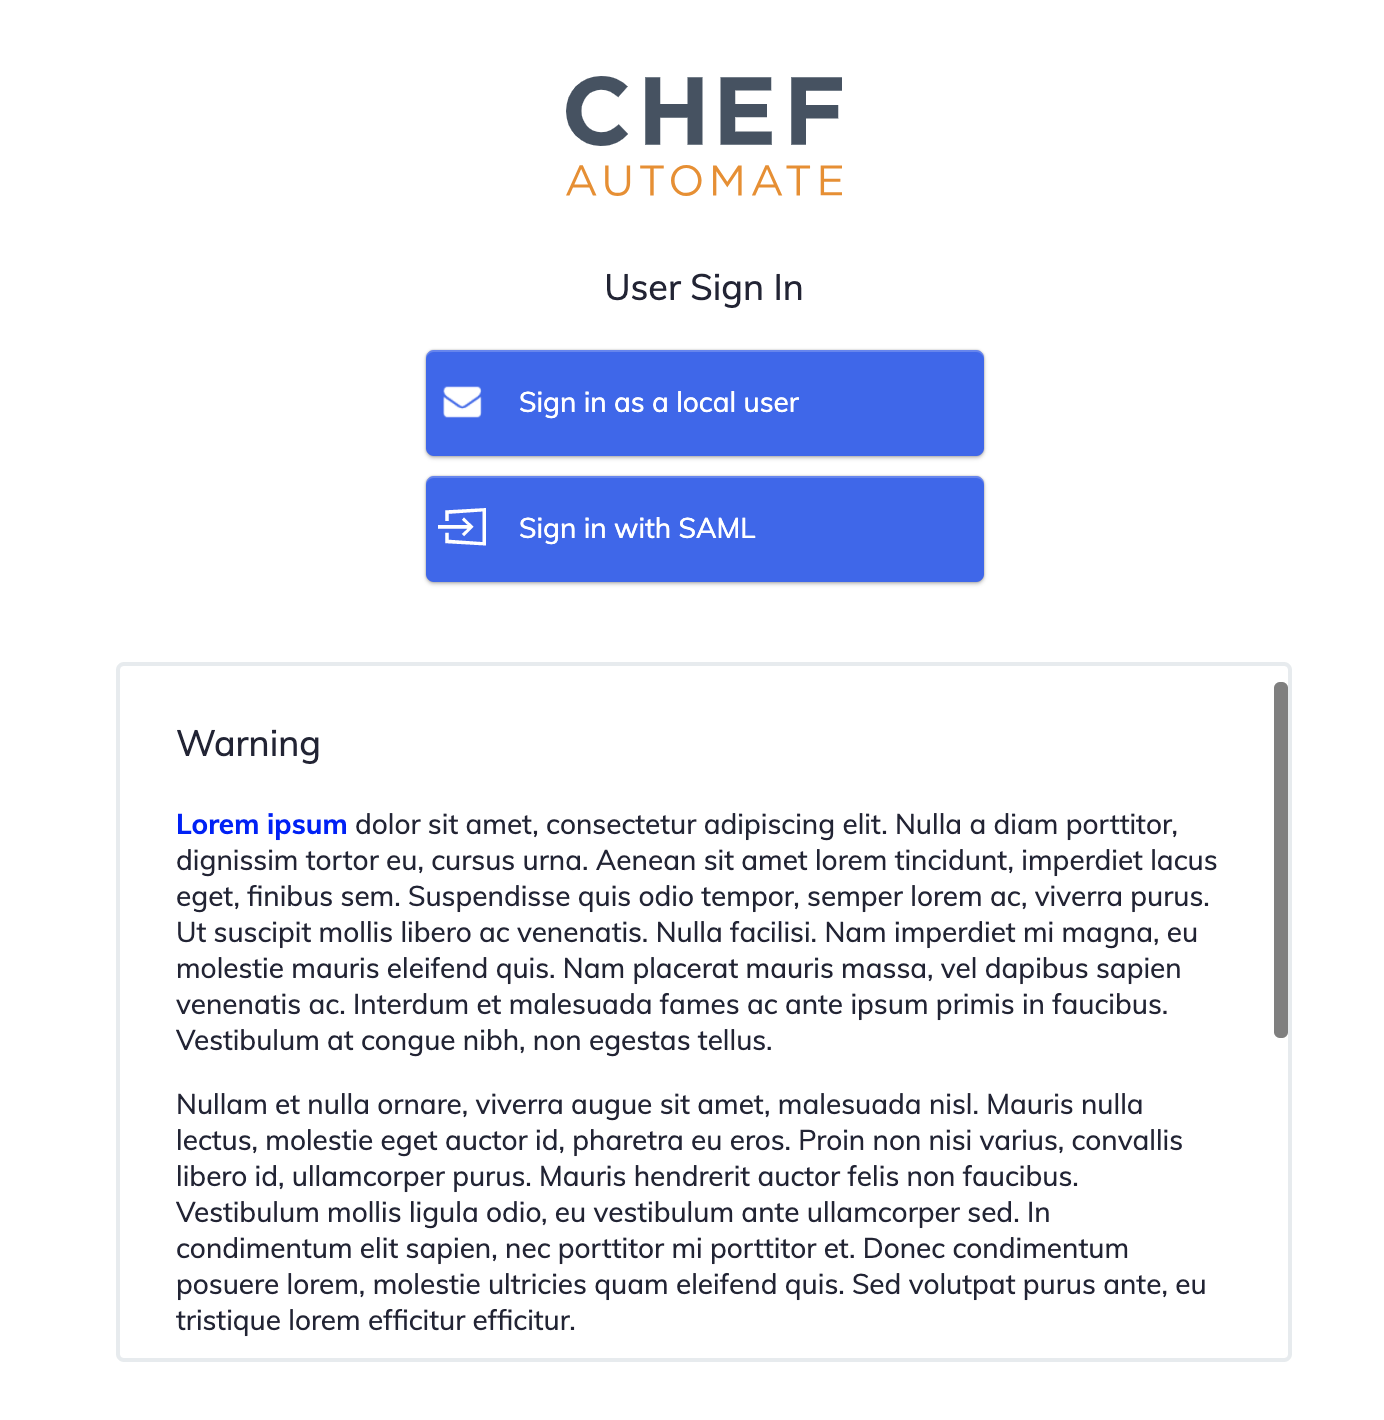 CHEF
AUTOMATE
User Sign In
Sign in as a local user
Sign in with SAML
Warning
Lorem ipsum dolor sit amet, consectetur adipiscing elit. Nulla a diam porttitor,
dignissim tortor eu, cursus urna. Aenean sit amet lorem tincidunt, imperdiet lacus
eget, finibus sem. Suspendisse quis odio tempor, semper lorem ac, viverra purus.
Ut suscipit mollis libero ac venenatis. Nulla facilisi. Nam imperdiet mi magna, eu
molestie mauris eleifend quis. Nam placerat mauris massa, vel dapibus sapien
venenatis ac. Interdum et malesuada fames ac ante ipsum primis in faucibus.
Vestibulum at congue nibh, non egestas tellus.
Nullam et nulla ornare, viverra augue sit amet, malesuada nisl. Mauris nulla
lectus, molestie eget auctor id, pharetra eu eros. Proin non nisi varius, convallis
libero id, ullamcorper purus. Mauris hendrerit auctor felis non faucibus.
Vestibulum mollis ligula odio, eu vestibulum ante ullamcorper sed. In
condimentum elit sapien, nec porttitor mi porttitor et. Donec condimentum
posuere lorem, molestie ultricies quam eleifend quis. Sed volutpat purus ante, eu
tristique lorem efficitur efficitur.